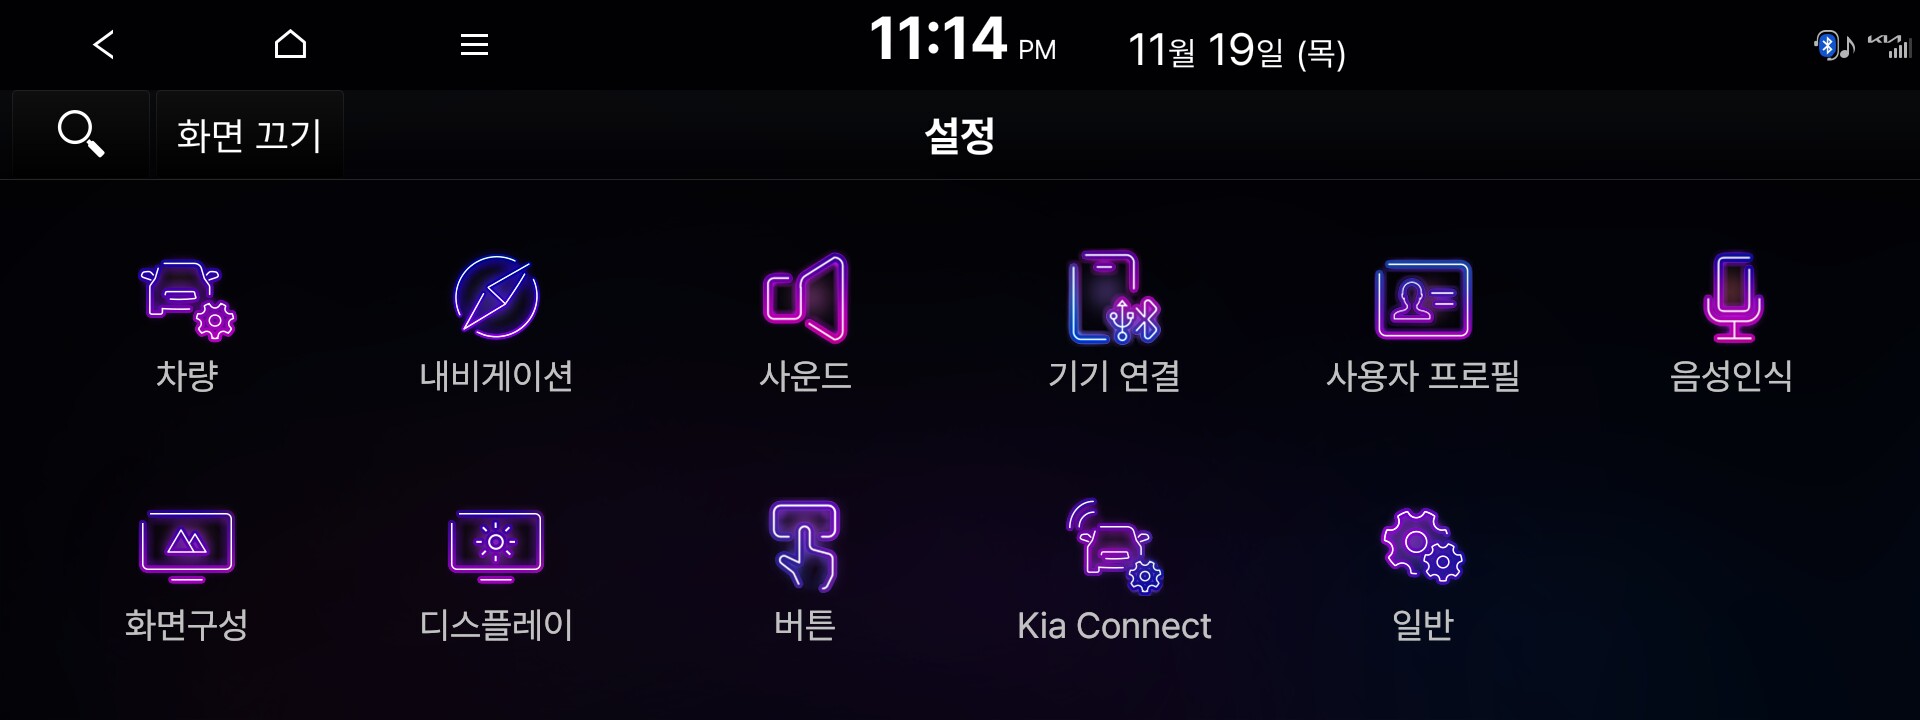 11:14 PM 11월 19일 (목)
화면 끄기 설정
차량 내비게이션 사운드 기기 연결 사용자 프로필 음성인식
화면구성 디스플레이 버튼 Kia Connect 일반